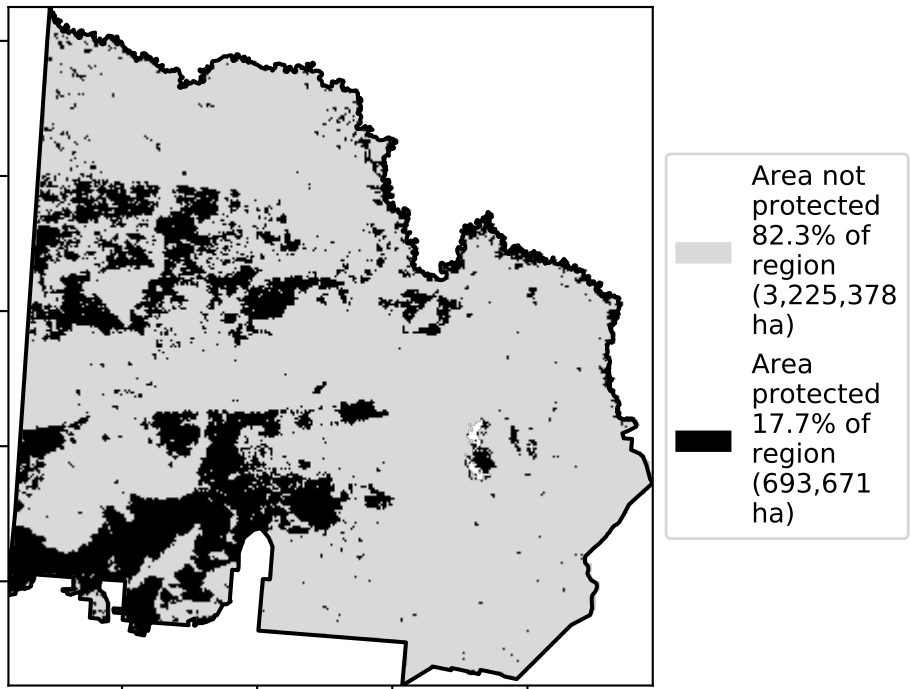 Area not
protected
82.3% of
region
(3,225,378
ha)
Area
protected
17.7% of
region
(693,671
ha)